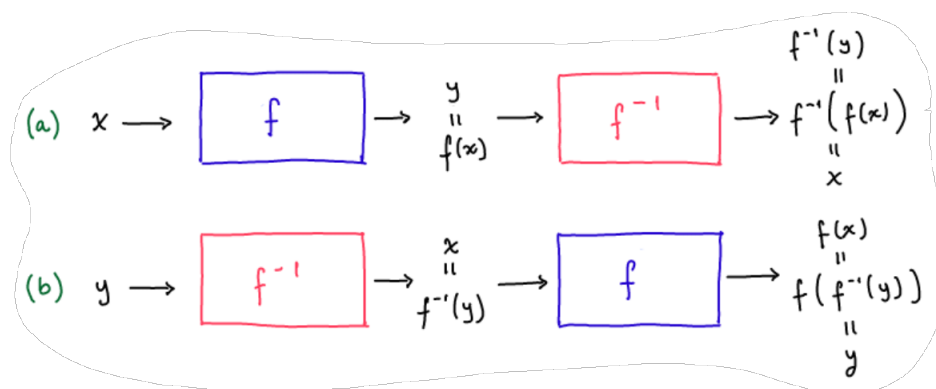 f⁻¹(y)
=
(a) x → f → y = f(x) → f⁻¹ → f⁻¹(f(x))
=
x
f(x)
=
(b) y → f⁻¹ → x = f⁻¹(y) → f → f(f⁻¹(y))
=
y